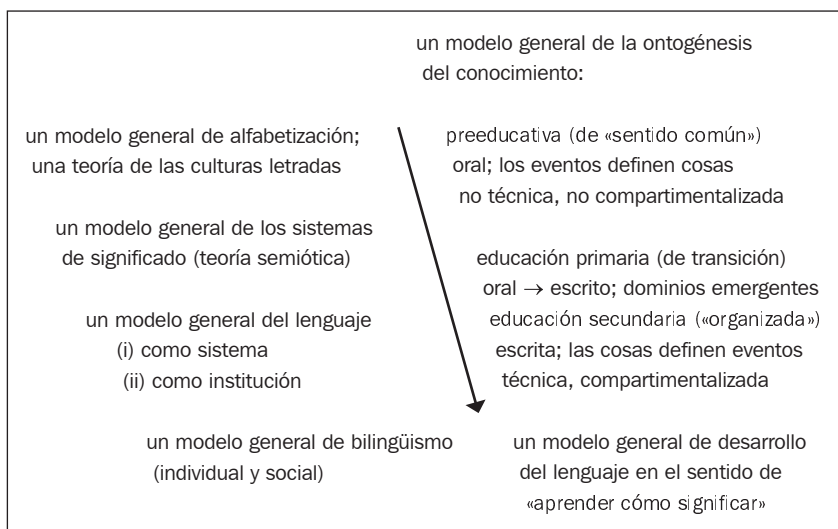 un modelo general de la ontogénesis
del conocimiento:
un modelo general de alfabetización;
una teoría de las culturas letradas
un modelo general de los sistemas
de significado (teoría semiótica)
un modelo general del lenguaje
(i) como sistema
(ii) como institución
un modelo general de bilingüismo
(individual y social)
preeducativa (de «sentido común»)
oral; los eventos definen cosas
no técnica, no compartimentalizada
educación primaria (de transición)
oral → escrito; dominios emergentes
educación secundaria («organizada»)
escrita; las cosas definen eventos
técnica, compartimentalizada
un modelo general de desarrollo
del lenguaje en el sentido de
«aprender cómo significar»